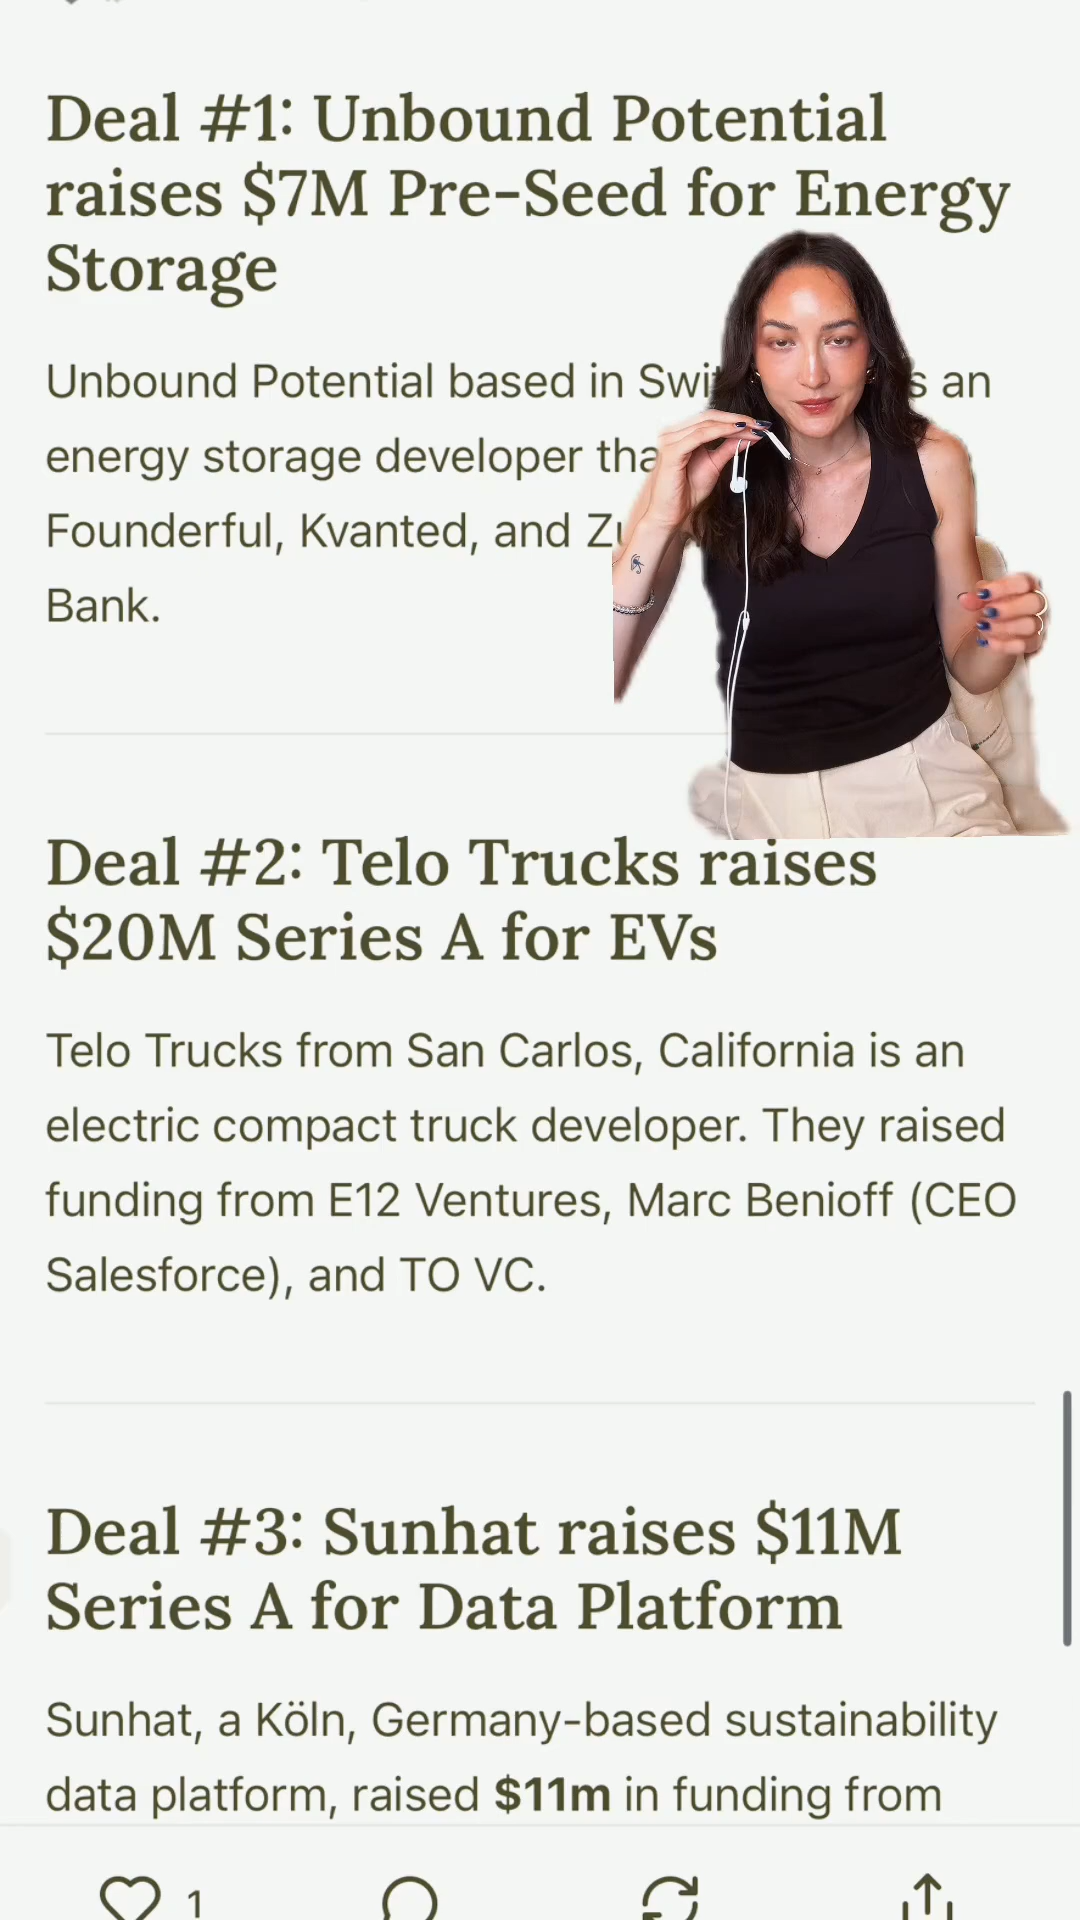 Deal #1: Unbound Potential
raises $7M Pre-Seed for Energy
Storage
Unbound Potential based in an
energy storage developer
Founderful, Kvanted, and
Bank.
Deal #2: Telo Trucks raises
$20M Series A for EVs
Telo Trucks from San Carlos, California is an
electric compact truck developer. They raised
funding from E12 Ventures, Marc Benioff (CEO
Salesforce), and TO VC.
Deal #3: Sunhat raises $11M
Series A for Data Platform
Sunhat, a Köln, Germany-based sustainability
data platform, raised $11m in funding from
1